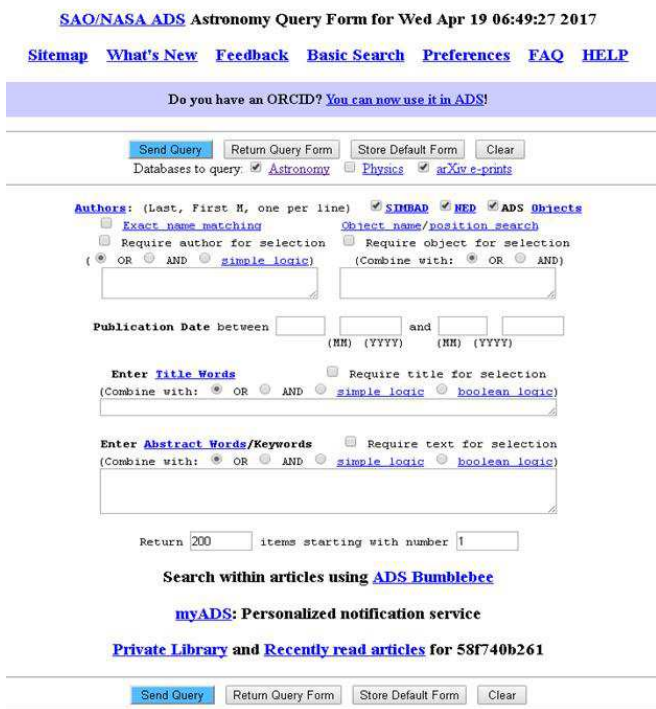 SAO/NASA ADS Astronomy Query Form for Wed Apr 19 06:49:27 2017
Sitemap What's New Feedback Basic Search Preferences FAQ HELP
Do you have an ORCID? You can now use it in ADS!
Send Query Return Query Form Store Default Form Clear
Databases to query: Astronomy Physics arXiv e-prints
Authors: (Last, First M, one per line) SIMBAD NED ADS Objects
Exact name matching Object name/position search
Require author for selection Require object for selection
( OR AND simple logic) (Combine with: OR AND)
Publication Date between and
(MM) (YYYY) (MM) (YYYY)
Enter Title Words Require title for selection
(Combine with: OR AND simple logic boolean logic)
Enter Abstract Words/Keywords Require text for selection
(Combine with: OR AND simple logic boolean logic)
Return 200 items starting with number 1
Search within articles using ADS Bumblebee
myADS: Personalized notification service
Private Library and Recently read articles for 58f740b261
Send Query Return Query Form Store Default Form Clear